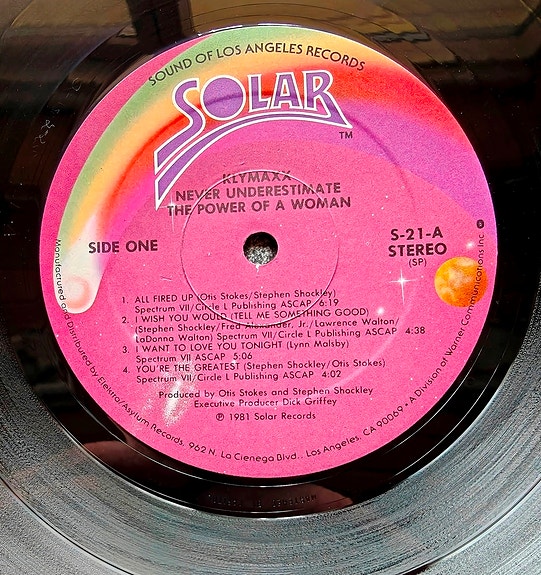 SOUND OF LOS ANGELES RECORDS
SOLAR
TM
KLYMAXX
NEVER UNDERESTIMATE
THE POWER OF A WOMAN
SIDE ONE
S-21-A
STEREO
(SP)
1. ALL FIRED UP (Otis Stokes/Stephen Shockley)
Spectrum VII/Circle L Publishing ASCAP 6:19
2. I WISH YOU WOULD (TELL ME SOMETHING GOOD)
(Stephen Shockley/Fred Alexander, Jr./Lawrence Walton/
LaDonna Walton) Spectrum VII/Circle L Publishing ASCAP 4:38
3. I WANT TO LOVE YOU TONIGHT (Lynn Malsby)
Spectrum VII ASCAP 5:06
4. YOU'RE THE GREATEST (Stephen Shockley/Otis Stokes)
Spectrum VII/Circle L Publishing ASCAP 4:02
Produced by Otis Stokes and Stephen Shockley
Executive Producer Dick Griffey
℗ 1981 Solar Records
Manufactured and Distributed by Elektra/Asylum Records, 962 N. La Cienega Blvd., Los Angeles, CA 90069 • A Division of Warner Communications Inc.